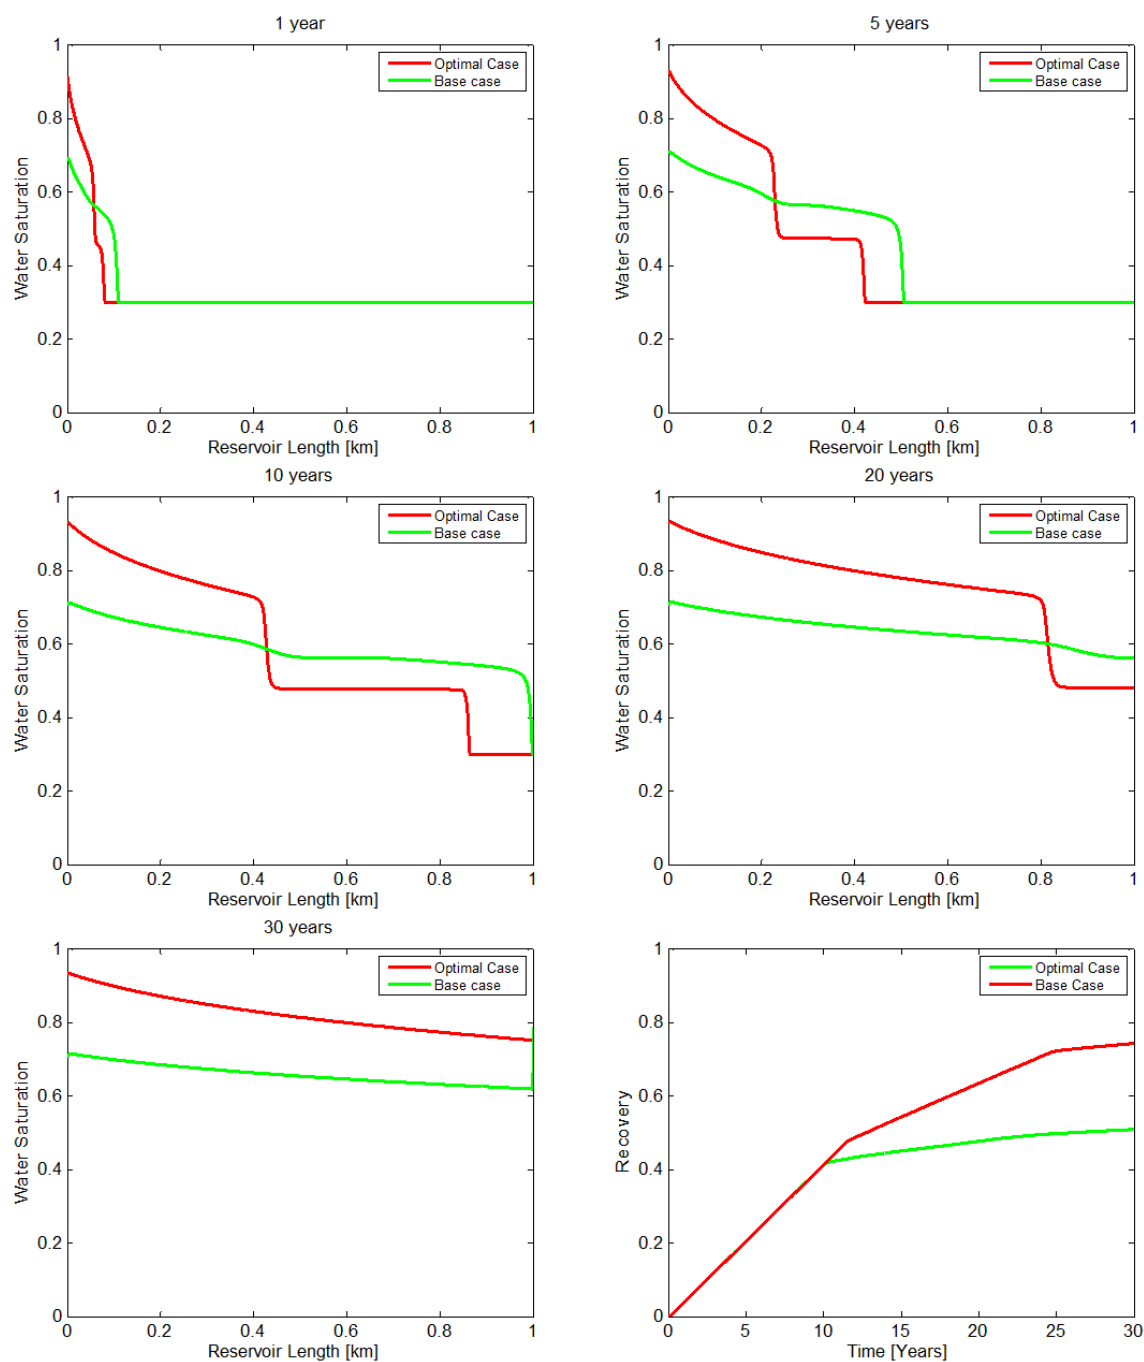 1 year
1
0.8
0.6
0.4
0.2
0
Water Saturation
Optimal Case
Base case
0 0.2 0.4 0.6 0.8 1
Reservoir Length [km]
5 years
1
0.8
0.6
0.4
0.2
0
Water Saturation
Optimal Case
Base case
0 0.2 0.4 0.6 0.8 1
Reservoir Length [km]
10 years
1
0.8
0.6
0.4
0.2
0
Water Saturation
Optimal Case
Base case
0 0.2 0.4 0.6 0.8 1
Reservoir Length [km]
20 years
1
0.8
0.6
0.4
0.2
0
Water Saturation
Optimal Case
Base case
0 0.2 0.4 0.6 0.8 1
Reservoir Length [km]
30 years
1
0.8
0.6
0.4
0.2
0
Water Saturation
Optimal Case
Base case
0 0.2 0.4 0.6 0.8 1
Reservoir Length [km]
1
0.8
0.6
0.4
0.2
0
Recovery
Optimal Case
Base Case
0 5 10 15 20 25 30
Time [Years]